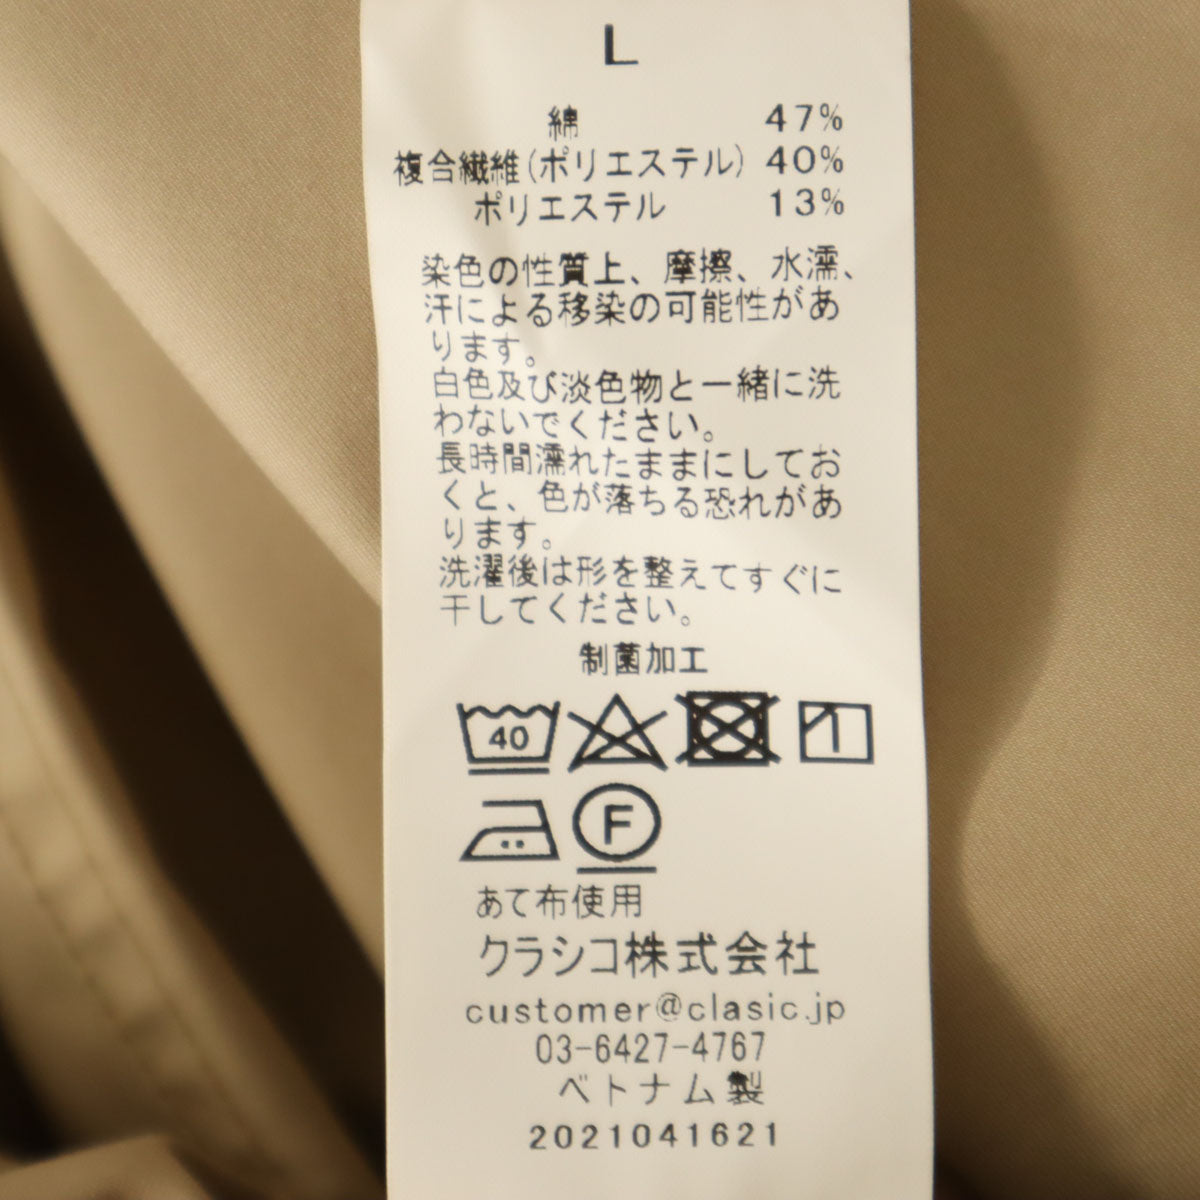 L
綿 47%
複合繊維(ポリエステル) 40%
ポリエステル 13%
染色の性質上、摩擦、水濡、
汗による移染の可能性があ
ります。
白色及び淡色物と一緒に洗
わないでください。
長時間濡れたままにしてお
くと、色が落ちる恐れがあ
ります。
洗濯後は形を整えてすぐに
干してください。
制菌加工
40
F
あて布使用
クラシコ株式会社
customer@clasic.jp
03-6427-4767
ベトナム製
2021041621